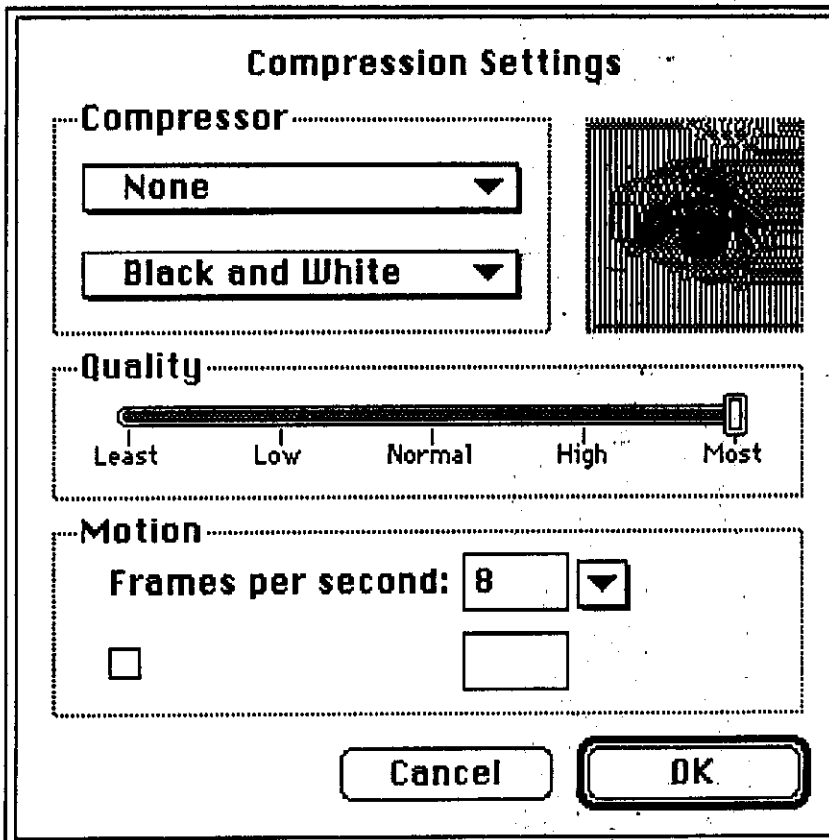 Compression Settings
Compressor
None
Black and White
Quality
Least Low Normal High Most
Motion
Frames per second: 8
Cancel OK